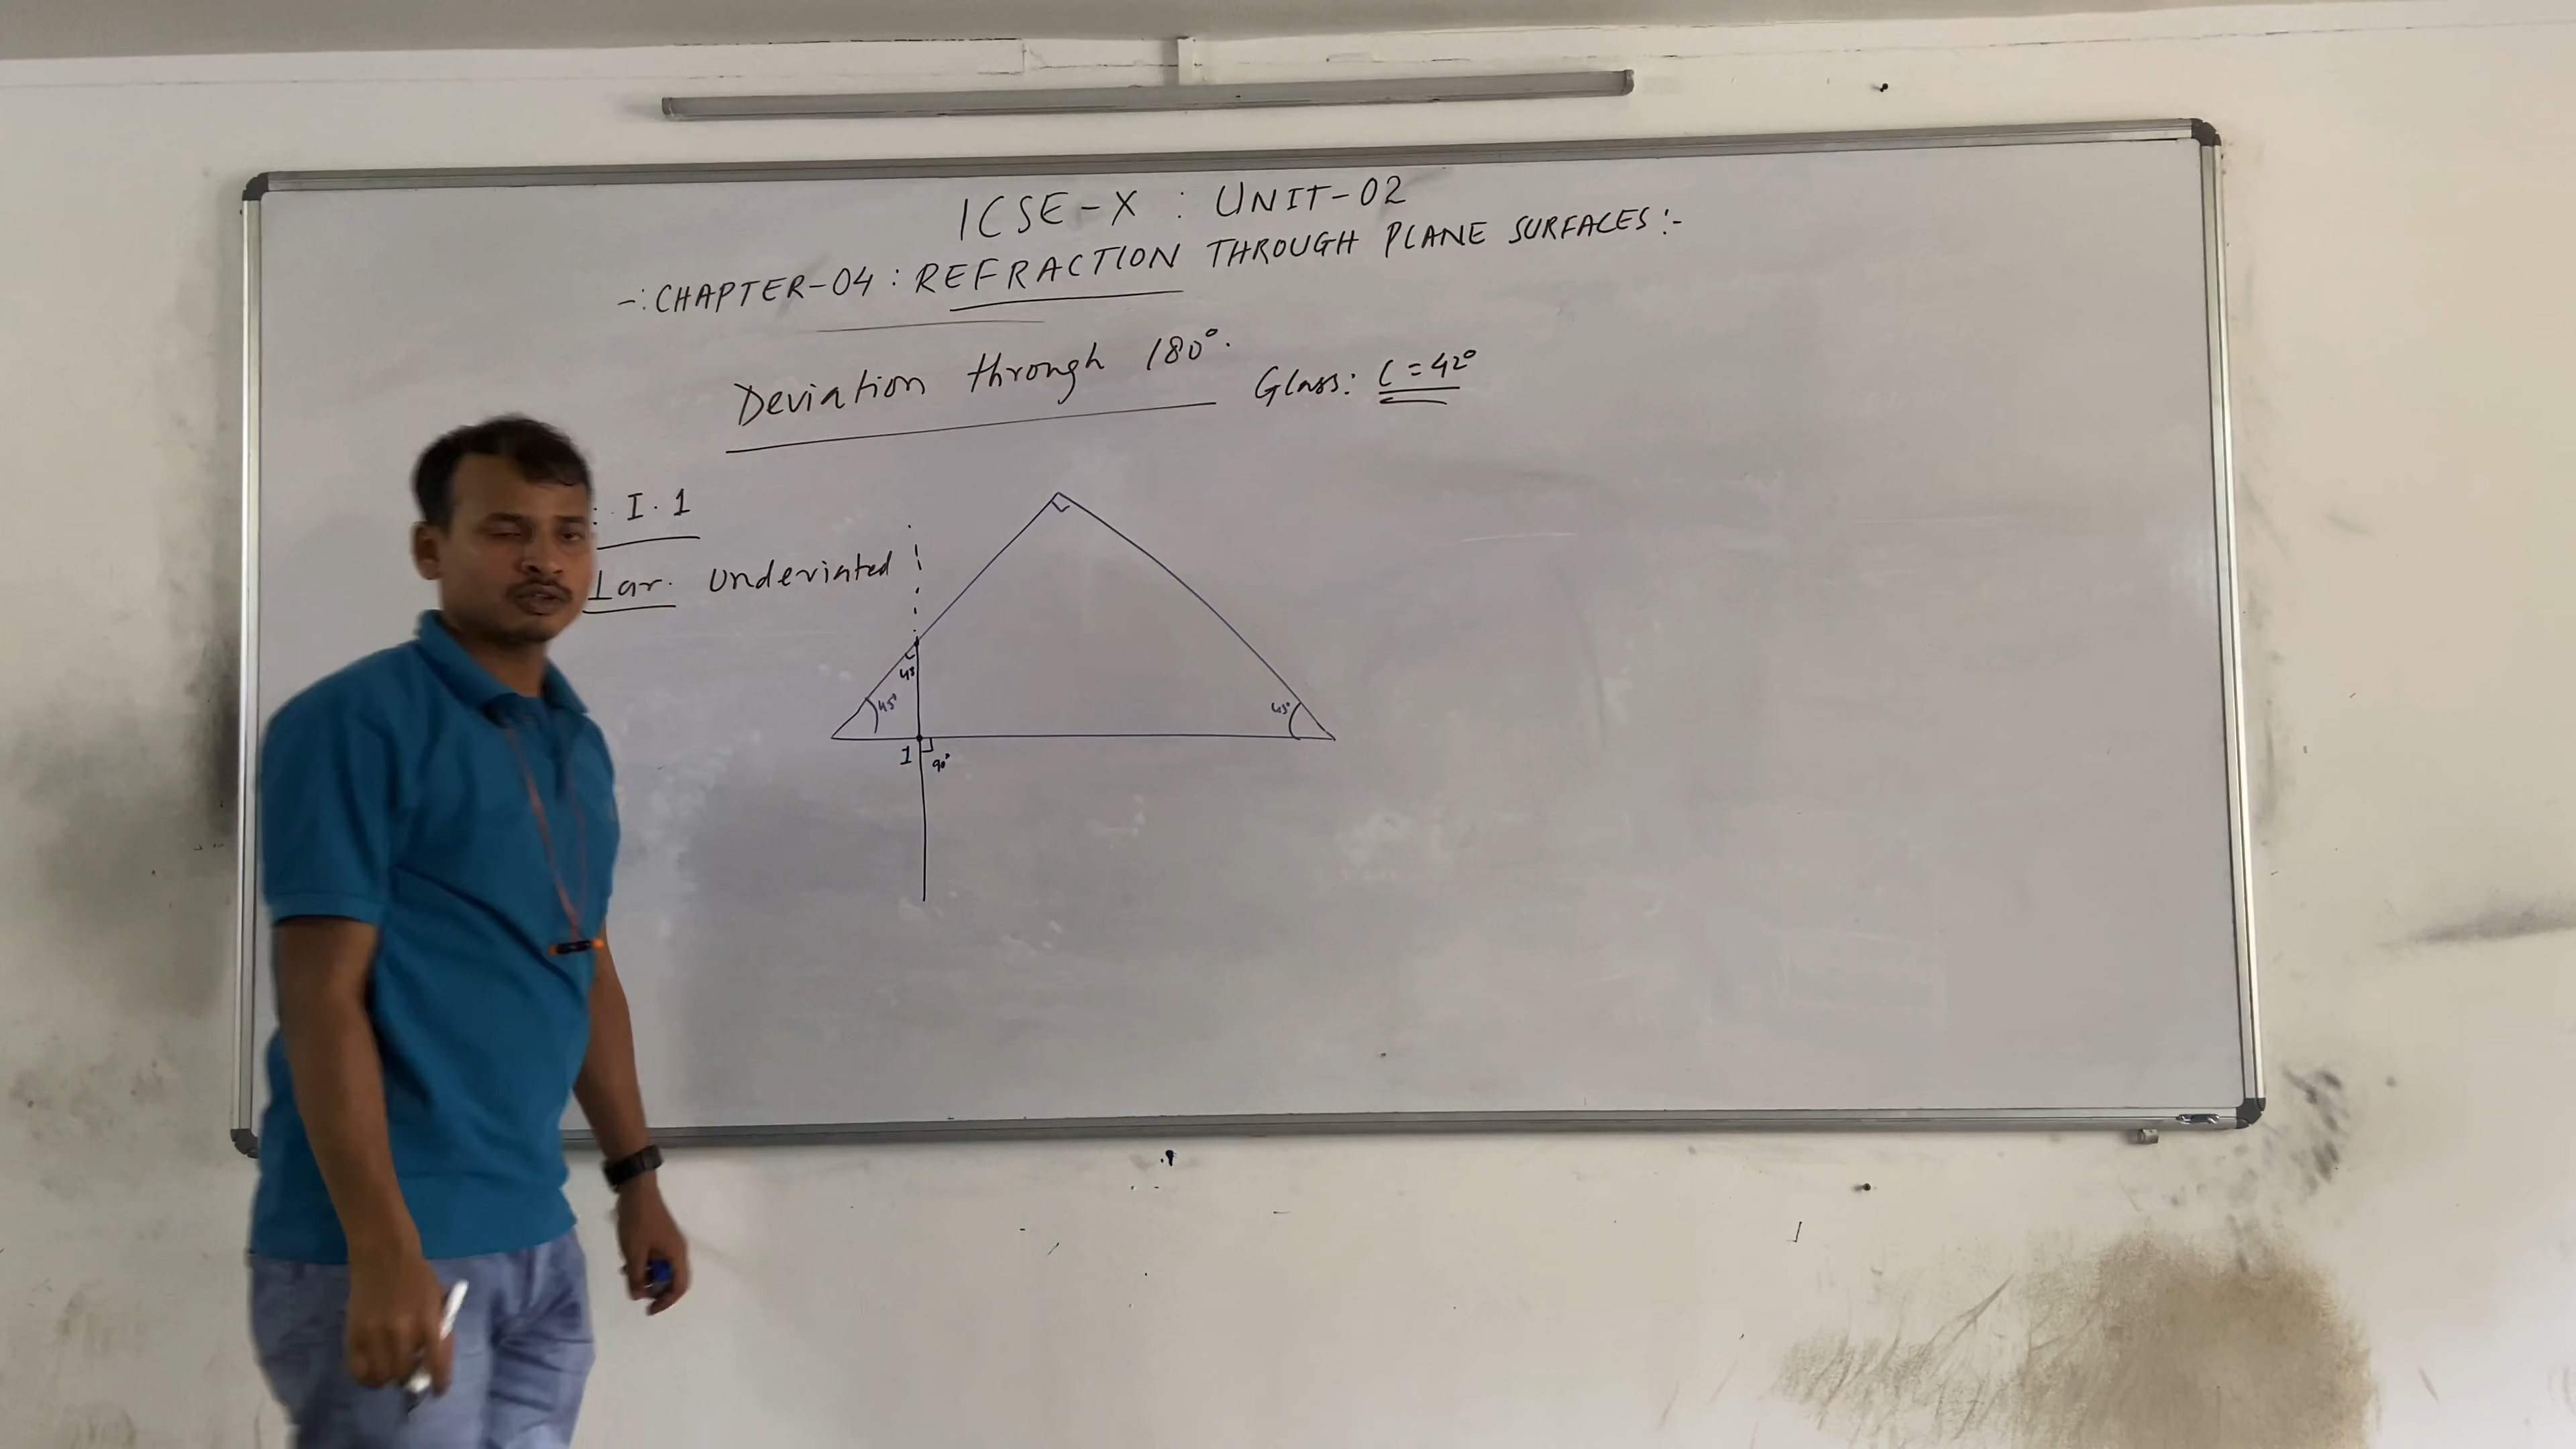 ICSE-X : UNIT-02
-: CHAPTER-04 : REFRACTION THROUGH PLANE SURFACES :-
Deviation through 180°.
Glass: C = 42°
: I. 1
⊥ar. Undeviated
45°
45°
45°
1
90°